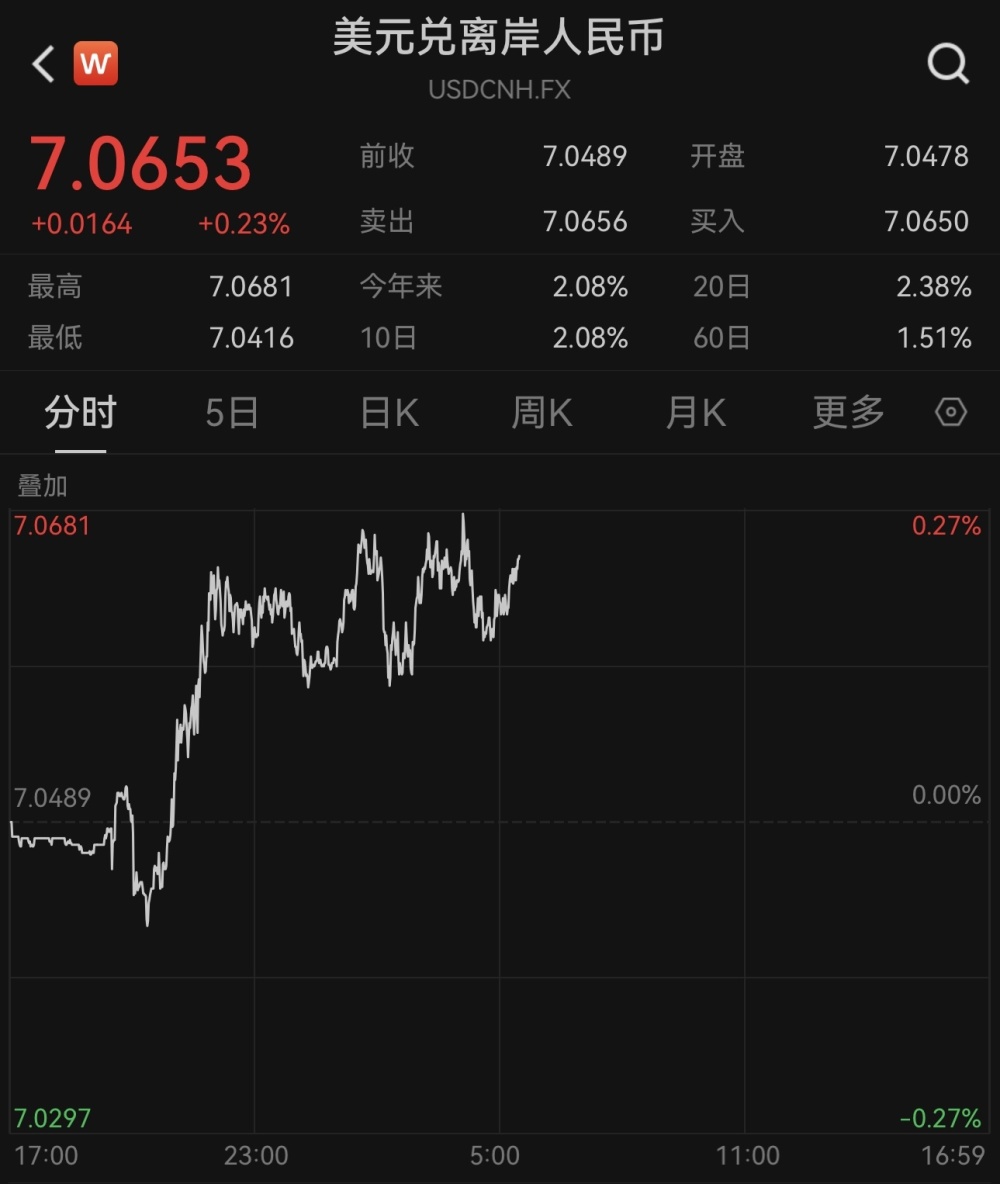 美元兑离岸人民币
W
USDCNH.FX
7.0653 前收 7.0489 开盘 7.0478
+0.0164 +0.23% 卖出 7.0656 买入 7.0650
最高 7.0681 今年来 2.08% 20日 2.38%
最低 7.0416 10日 2.08% 60日 1.51%
分时 5日 日K 周K 月K 更多
叠加
7.0681 0.27%
7.0489 0.00%
7.0297 -0.27%
17:00 23:00 5:00 11:00 16:59